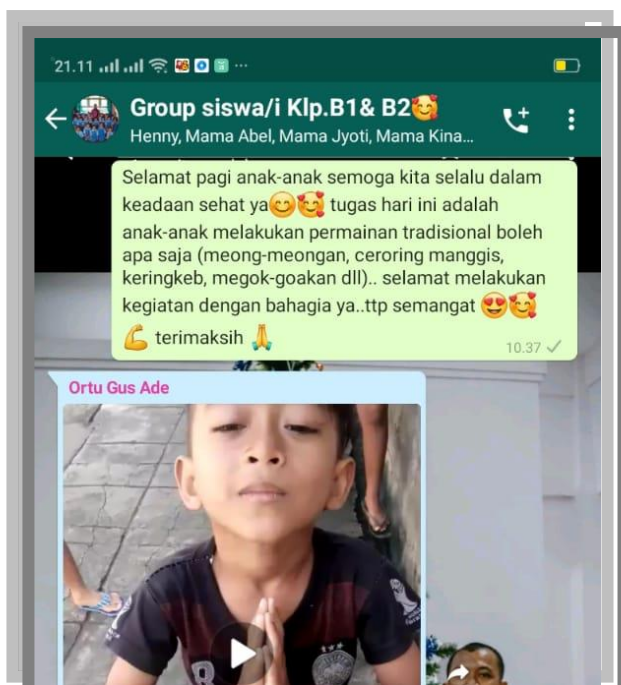 21.11
Group siswa/i Klp.B1& B2🥰
Henny, Mama Abel, Mama Jyoti, Mama Kina...
Selamat pagi anak-anak semoga kita selalu dalam
keadaan sehat ya😊🥰 tugas hari ini adalah
anak-anak melakukan permainan tradisional boleh
apa saja (meong-meongan, ceroring manggis,
keringkeb, megok-goakan dll).. selamat melakukan
kegiatan dengan bahagia ya..ttp semangat 😍🥰
💪 terimaksih 🙏
10.37
Ortu Gus Ade